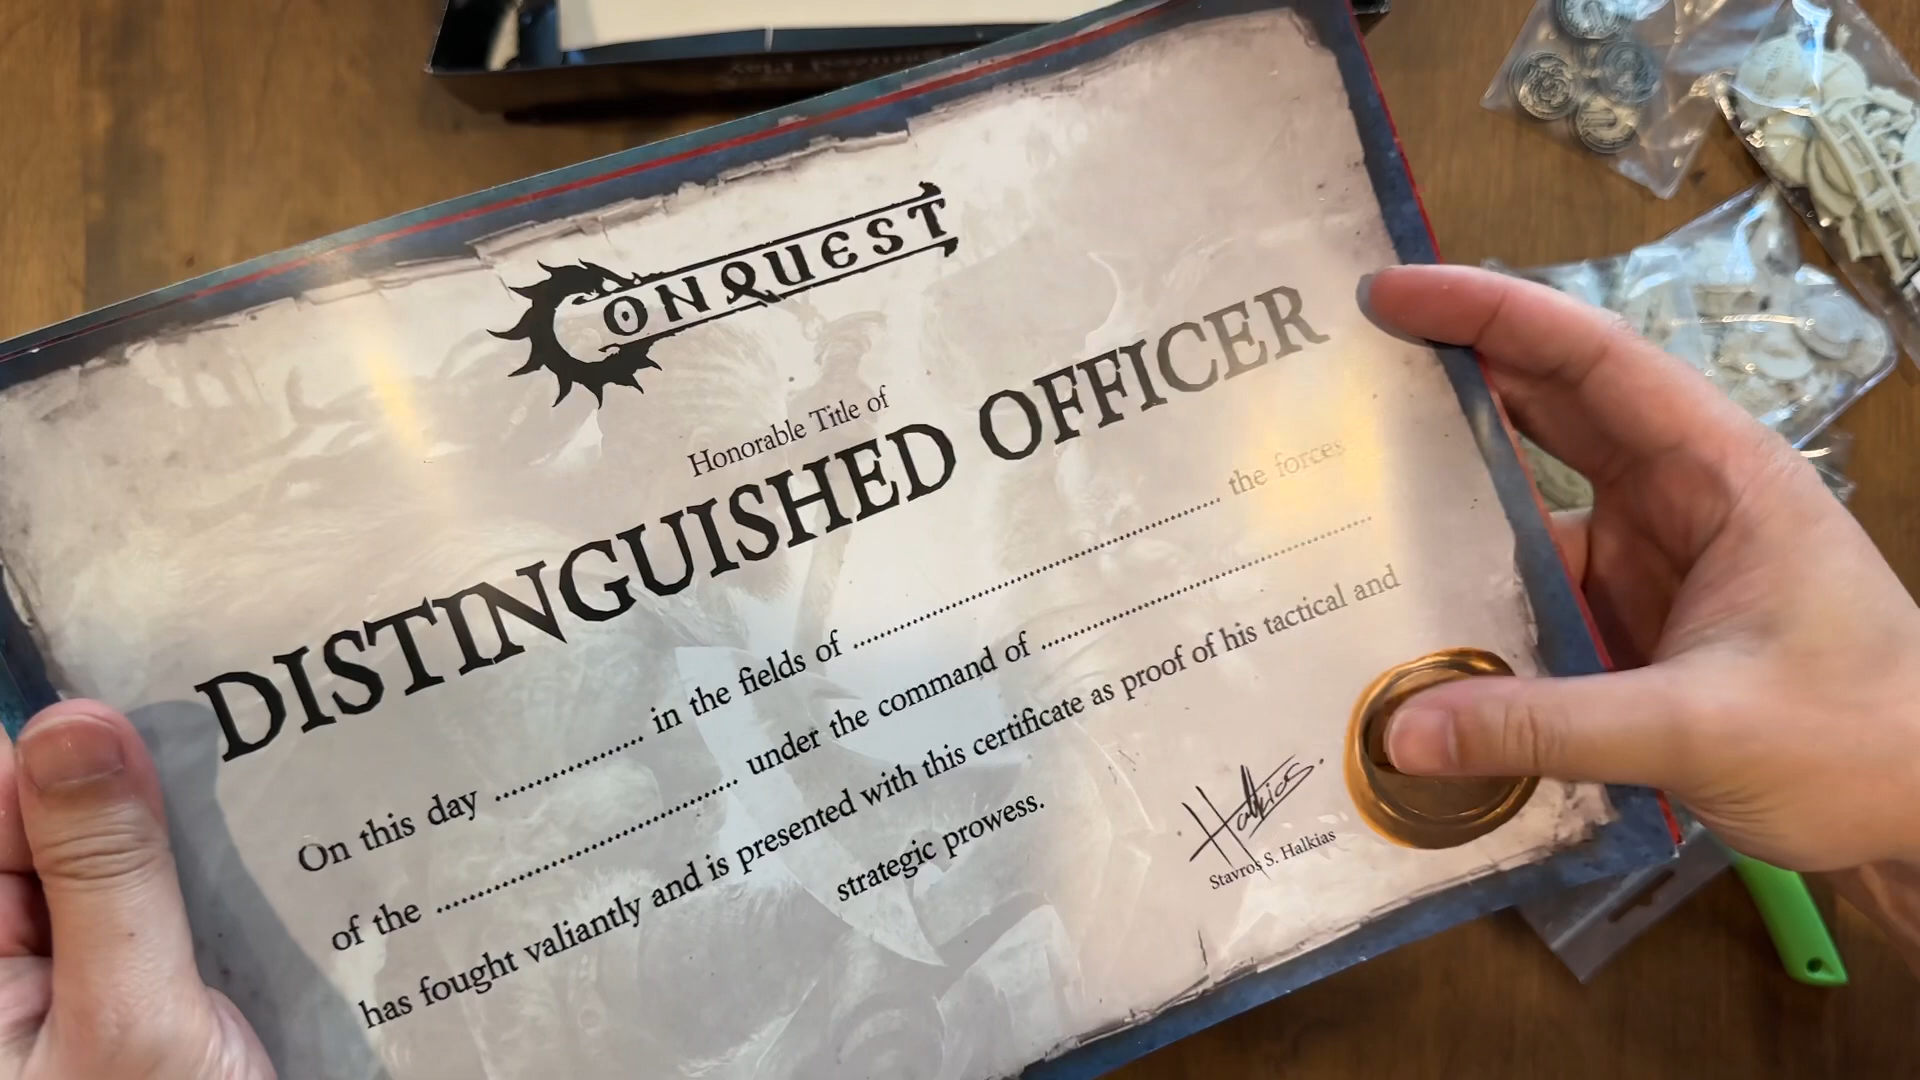 CONQUEST
Honorable Title of
DISTINGUISHED OFFICER
On this day .................... in the fields of .................................................. the forces
of the ........................................ under the command of .............................................
has fought valiantly and is presented with this certificate as proof of his tactical and
strategic prowess.
Halkias.
Stavros S. Halkias